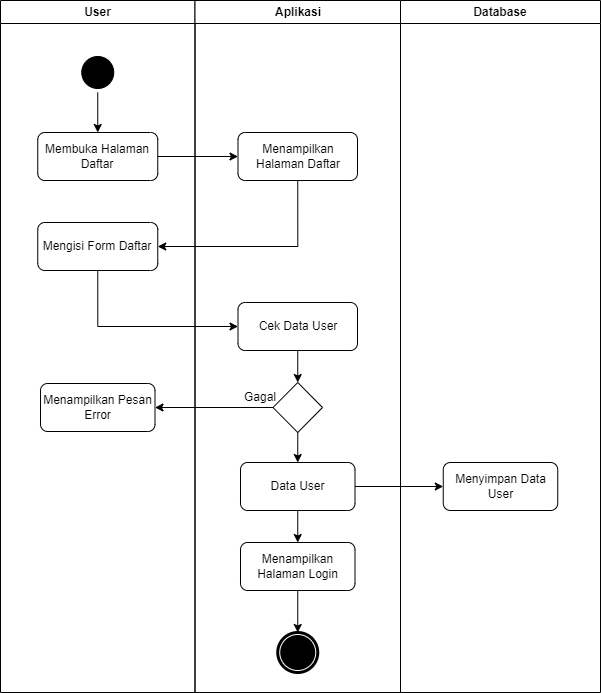 User
Aplikasi
Database
Membuka Halaman
Daftar
Menampilkan
Halaman Daftar
Mengisi Form Daftar
Cek Data User
Gagal
Menampilkan Pesan
Error
Data User
Menyimpan Data
User
Menampilkan
Halaman Login